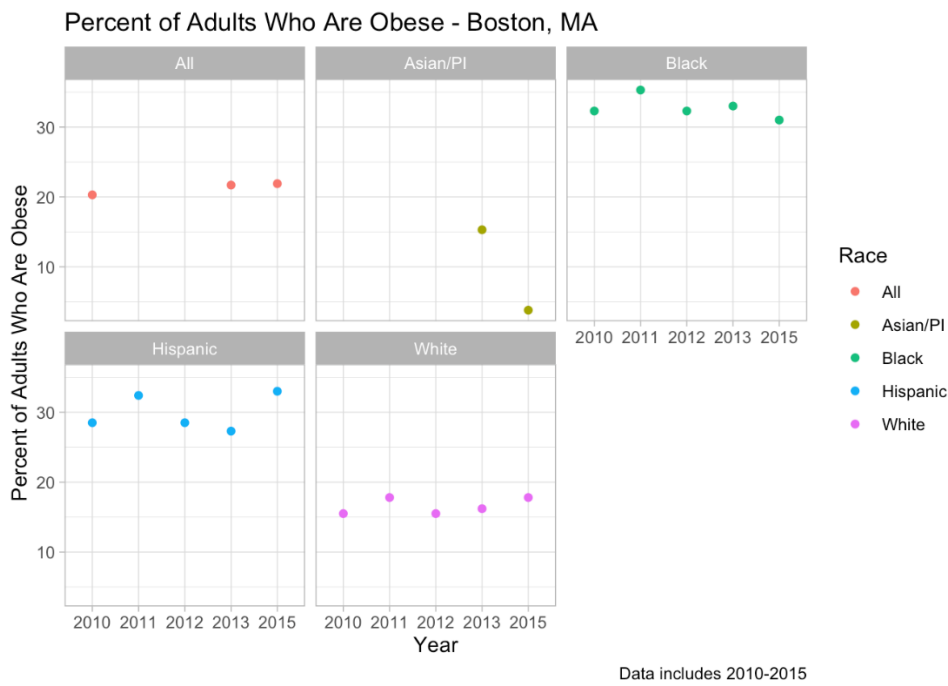 Percent of Adults Who Are Obese - Boston, MA
All
Asian/PI
Black
30
20
10
2010 2011 2012 2013 2015
Hispanic
White
30
20
10
2010 2011 2012 2013 2015
2010 2011 2012 2013 2015
Percent of Adults Who Are Obese
Year
Race
All
Asian/PI
Black
Hispanic
White
Data includes 2010-2015